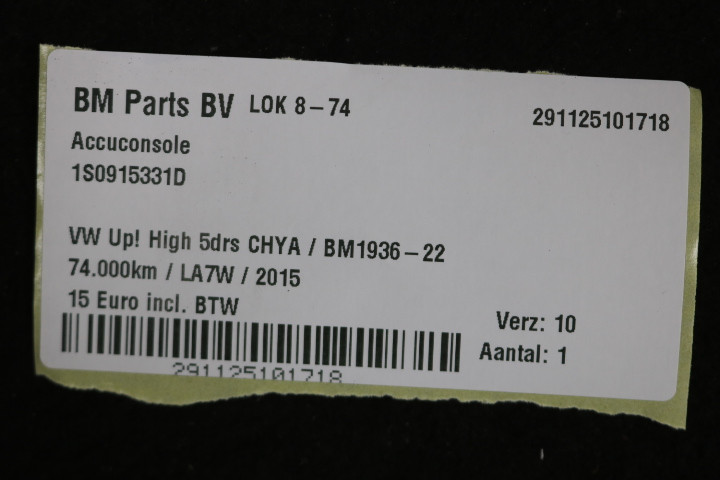 BM Parts BV LOK 8-74
291125101718
Accuconsole
1S0915331D
VW Up! High 5drs CHYA / BM1936-22
74.000km / LA7W / 2015
15 Euro incl. BTW
Verz: 10
Aantal: 1
291125101718